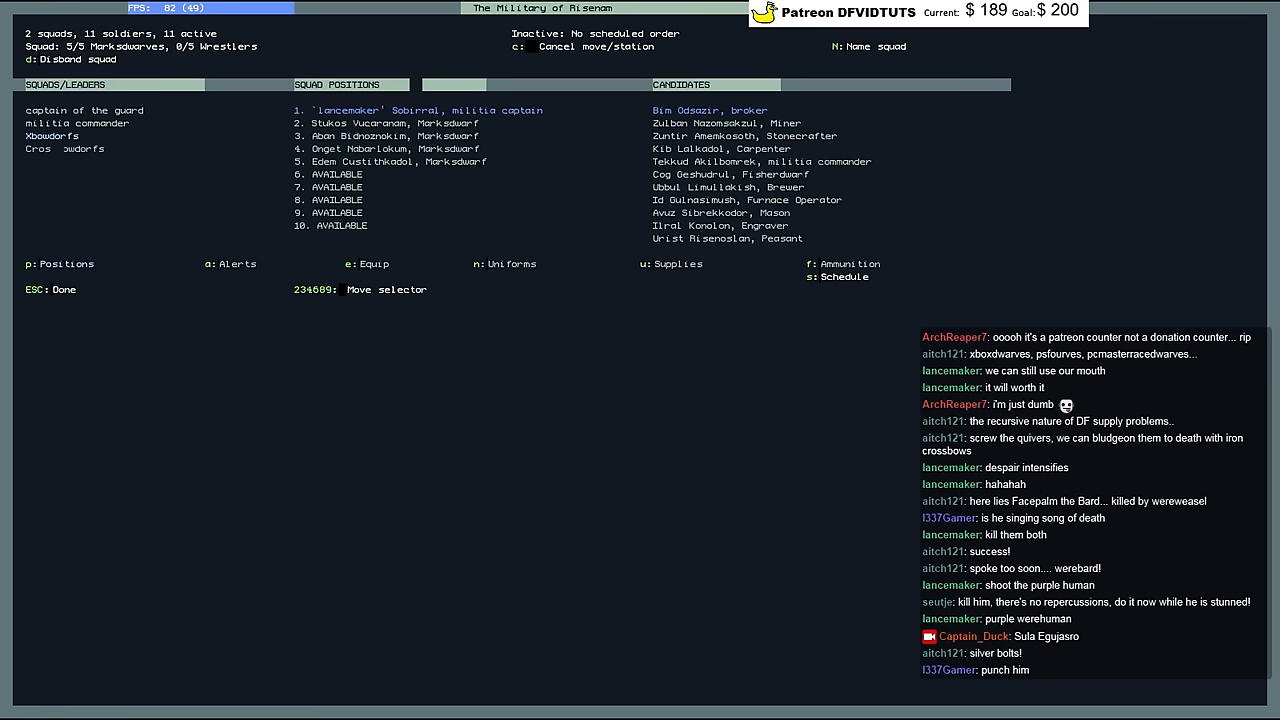 FPS: 82 (49)
The Military of Risenam
Patreon DFVIDTUTS Current: $ 189 Goal: $ 200
2 squads, 11 soldiers, 11 active
Inactive: No scheduled order
Squad: 5/5 Marksdwarves, 0/5 Wrestlers
c: Cancel move/station
N: Name squad
d: Disband squad
SQUADS/LEADERS
SQUAD POSITIONS
CANDIDATES
captain of the guard
militia commander
Xbowdorfs
Cros owdorfs
1. `lancemaker' Sobirral, militia captain
2. Stukos Vucaranam, Marksdwarf
3. Aban Bidnoznokim, Marksdwarf
4. Onget Nabarlokum, Marksdwarf
5. Edem Custithkadol, Marksdwarf
6. AVAILABLE
7. AVAILABLE
8. AVAILABLE
9. AVAILABLE
10. AVAILABLE
Bim Odsazir, broker
Zulban Nazomsakzul, Miner
Zuntir Amemkosoth, Stonecrafter
Kib Lalkadol, Carpenter
Tekkud Akilbomrek, militia commander
Cog Geshudrul, Fisherdwarf
Ubbul Limullakish, Brewer
Id Gulnasimush, Furnace Operator
Avuz Sibrekkodor, Mason
Ilral Konolon, Engraver
Urist Risenoslan, Peasant
p: Positions
a: Alerts
e: Equip
n: Uniforms
u: Supplies
f: Ammunition
s: Schedule
ESC: Done
234689: Move selector
ArchReaper7: ooooh it's a patreon counter not a donation counter... rip
aitch121: xboxdwarves, psfourves, pcmasterracedwarves...
lancemaker: we can still use our mouth
lancemaker: it will worth it
ArchReaper7: i'm just dumb
aitch121: the recursive nature of DF supply problems..
aitch121: screw the quivers, we can bludgeon them to death with iron
crossbows
lancemaker: despair intensifies
lancemaker: hahahah
aitch121: here lies Facepalm the Bard... killed by wereweasel
l337Gamer: is he singing song of death
lancemaker: kill them both
aitch121: success!
aitch121: spoke too soon.... werebard!
lancemaker: shoot the purple human
seutje: kill him, there's no repercussions, do it now while he is stunned!
lancemaker: purple werehuman
Captain_Duck: Sula Egujasro
aitch121: silver bolts!
l337Gamer: punch him